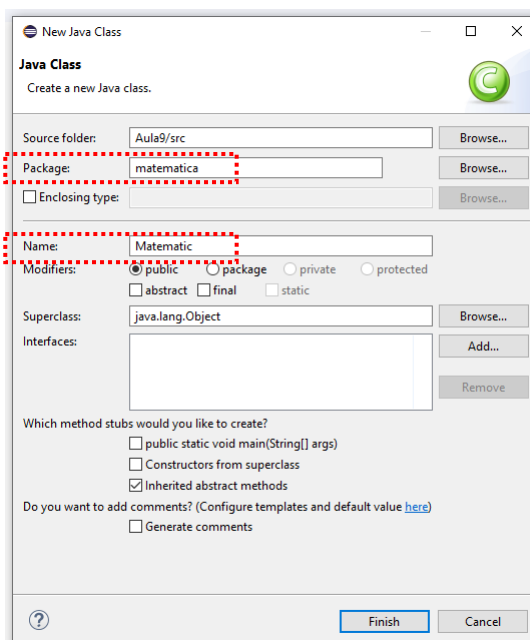 New Java Class
Java Class
Create a new Java class.
C
Source folder: Aula9/src Browse...
Package: matematica Browse...
Enclosing type: Browse...
Name: Matematic
Modifiers: public package private protected
abstract final static
Superclass: java.lang.Object Browse...
Interfaces: Add...
Remove
Which method stubs would you like to create?
public static void main(String[] args)
Constructors from superclass
Inherited abstract methods
Do you want to add comments? (Configure templates and default value here)
Generate comments
? Finish Cancel